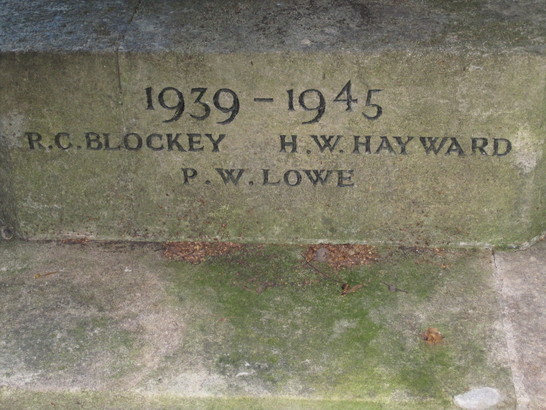 1939 – 1945
R.C. BLOCKEY H.W. HAYWARD
P.W. LOWE